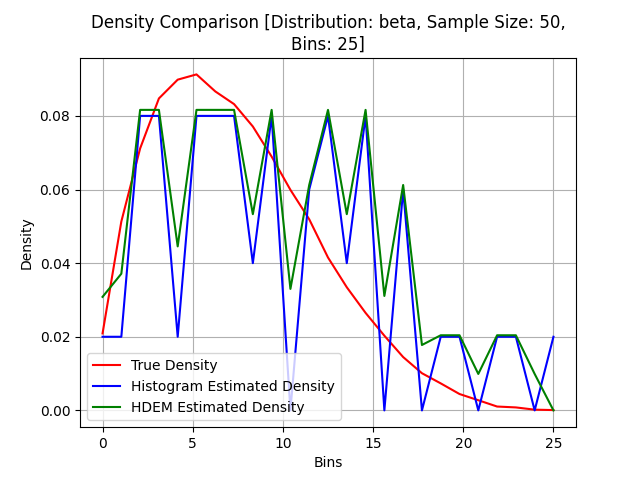 Density Comparison [Distribution: beta, Sample Size: 50,
Bins: 25]
Density
0.08
0.06
0.04
0.02
0.00
True Density
Histogram Estimated Density
HDEM Estimated Density
0 5 10 15 20 25
Bins